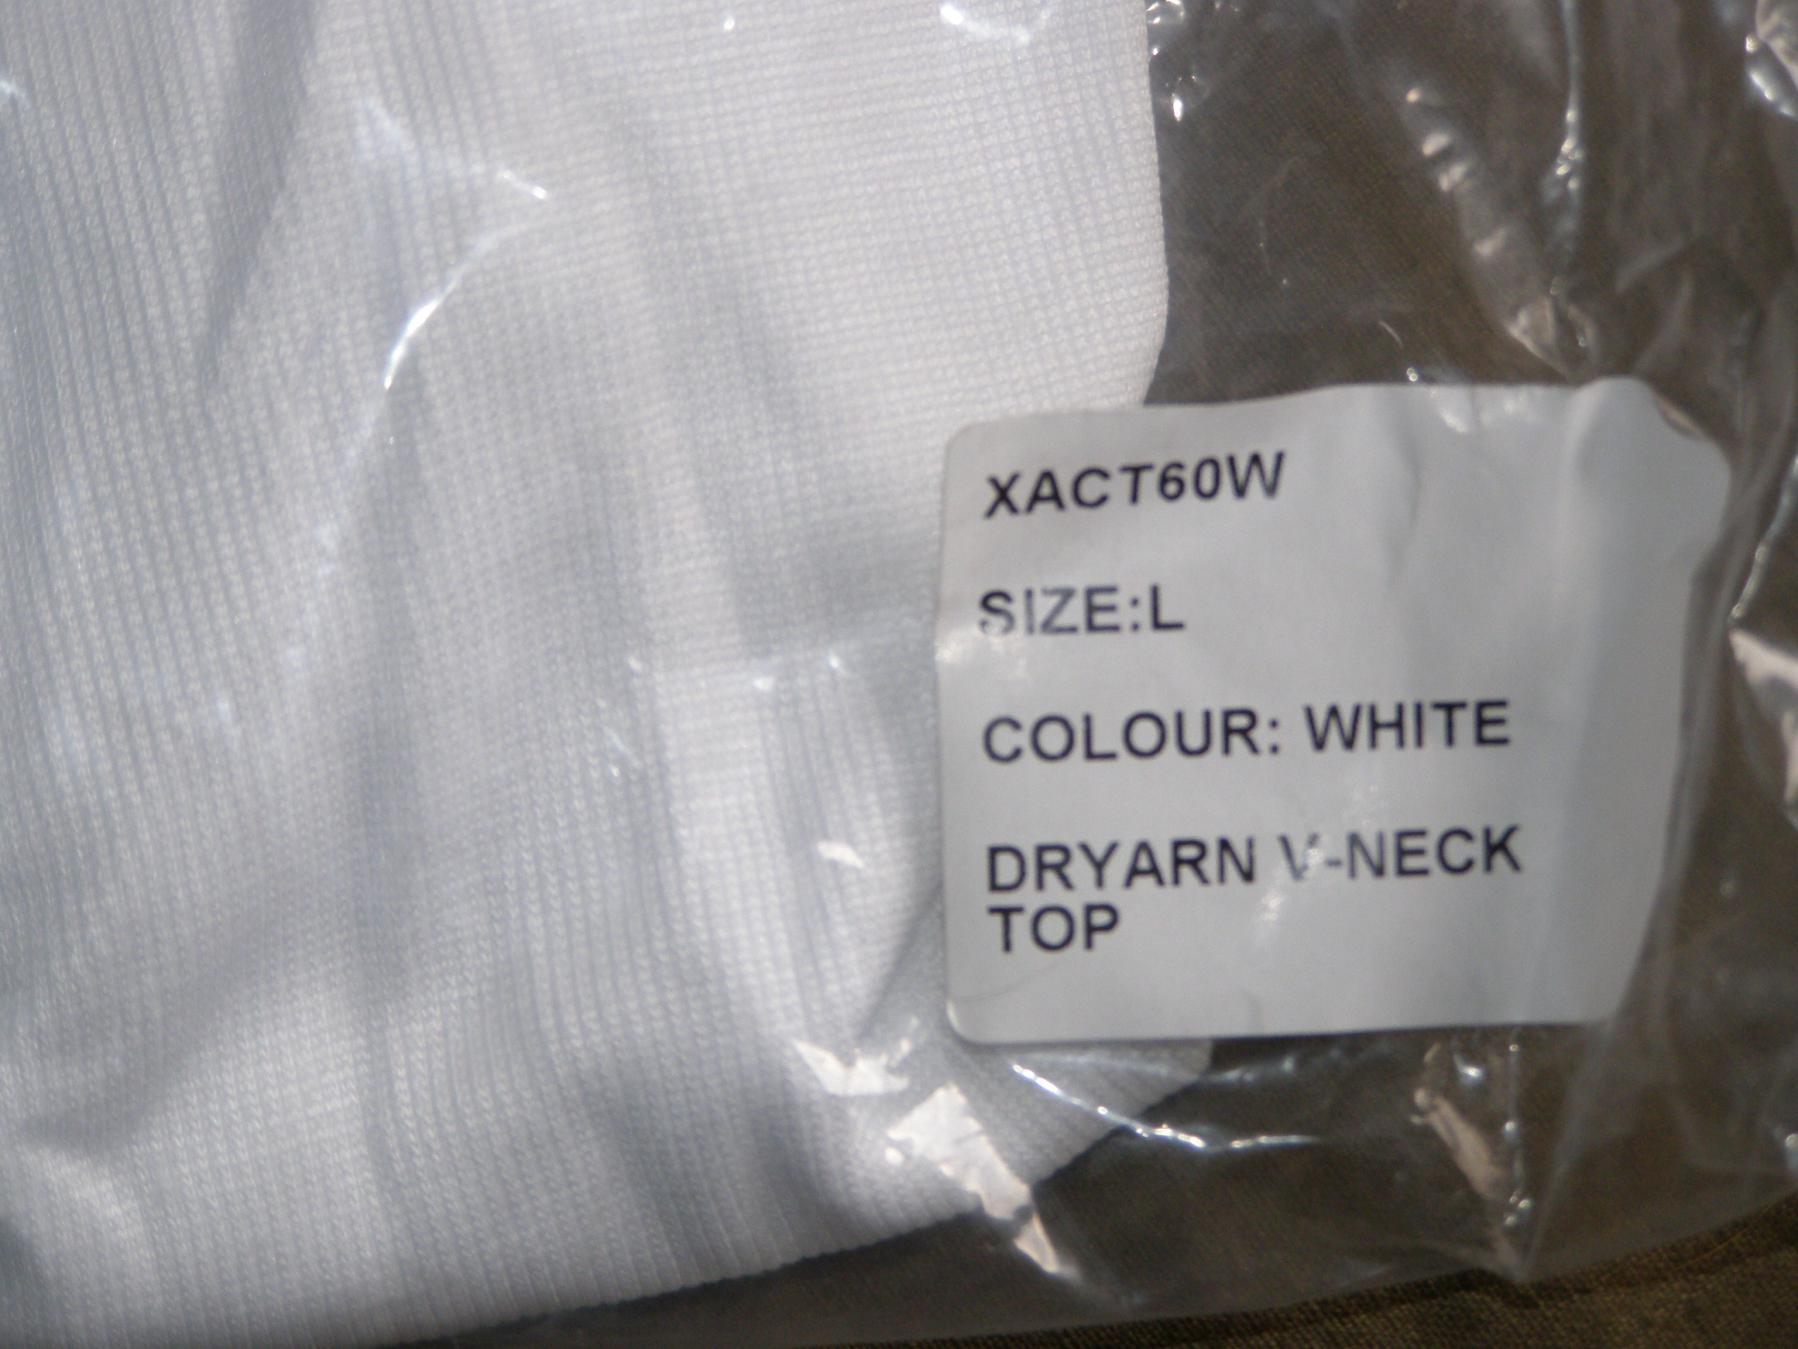 XACT60W
SIZE:L
COLOUR: WHITE
DRYARN V-NECK
TOP